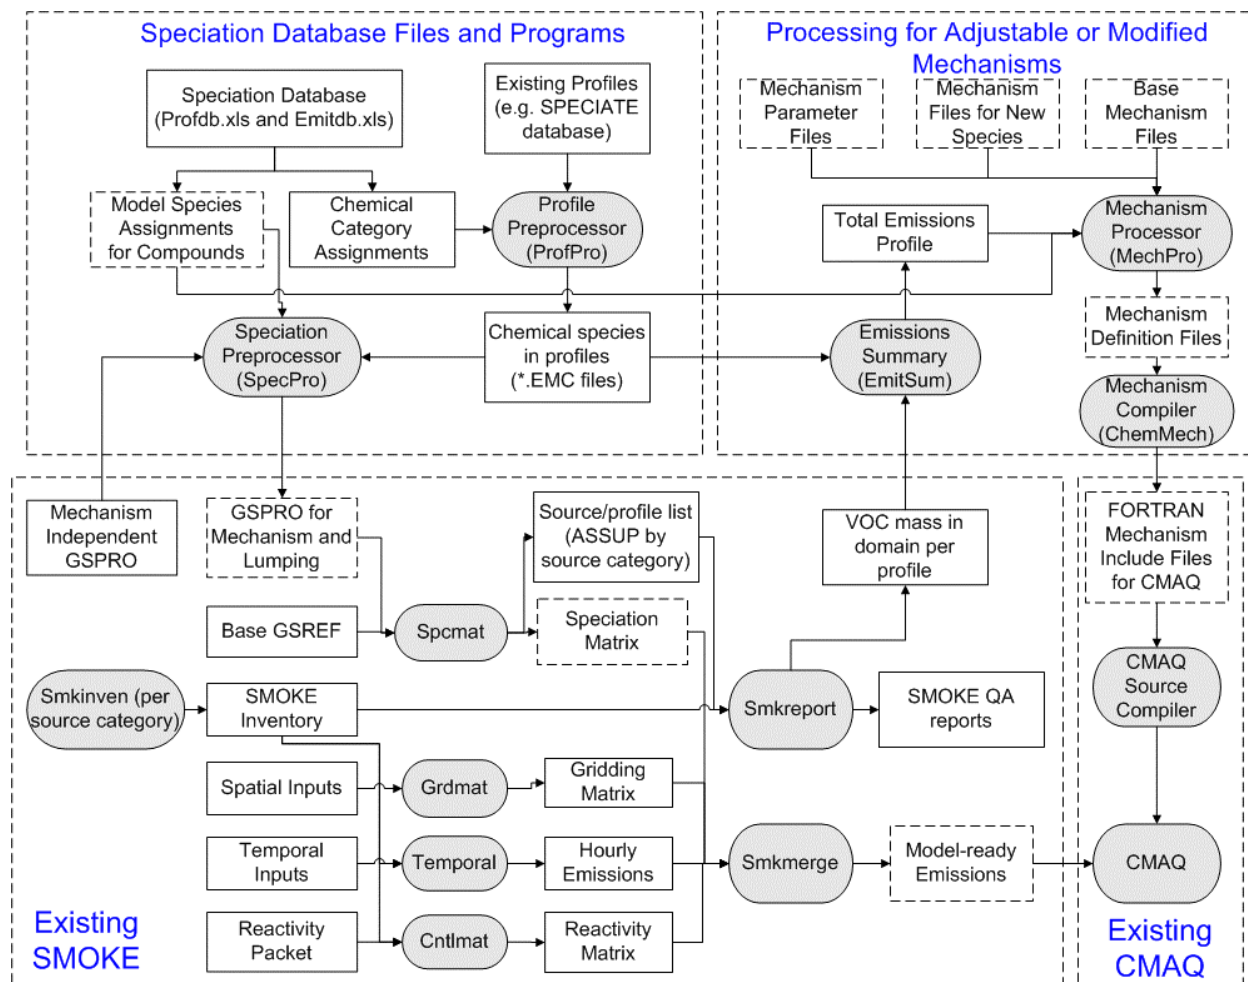 Speciation Database Files and Programs
Speciation Database
(Profdb.xls and Emitdb.xls)
Existing Profiles
(e.g. SPECIATE
database)
Model Species
Assignments
for Compounds
Chemical
Category
Assignments
Profile
Preprocessor
(ProfPro)
Speciation
Preprocessor
(SpecPro)
Chemical species
in profiles
(*.EMC files)
Processing for Adjustable or Modified
Mechanisms
Mechanism
Parameter
Files
Mechanism
Files for New
Species
Base
Mechanism
Files
Total Emissions
Profile
Mechanism
Processor
(MechPro)
Emissions
Summary
(EmitSum)
Mechanism
Definition Files
Mechanism
Compiler
(ChemMech)
Mechanism
Independent
GSPRO
GSPRO for
Mechanism and
Lumping
Source/profile list
(ASSUP by
source category)
VOC mass in
domain per
profile
Base GSREF
Spcmat
Speciation
Matrix
Smkinven (per
source category)
SMOKE
Inventory
Smkreport
SMOKE QA
reports
Spatial Inputs
Grdmat
Gridding
Matrix
Temporal
Inputs
Temporal
Hourly
Emissions
Smkmerge
Model-ready
Emissions
Reactivity
Packet
Cntlmat
Reactivity
Matrix
Existing
SMOKE
FORTRAN
Mechanism
Include Files
for CMAQ
CMAQ
Source
Compiler
CMAQ
Existing
CMAQ